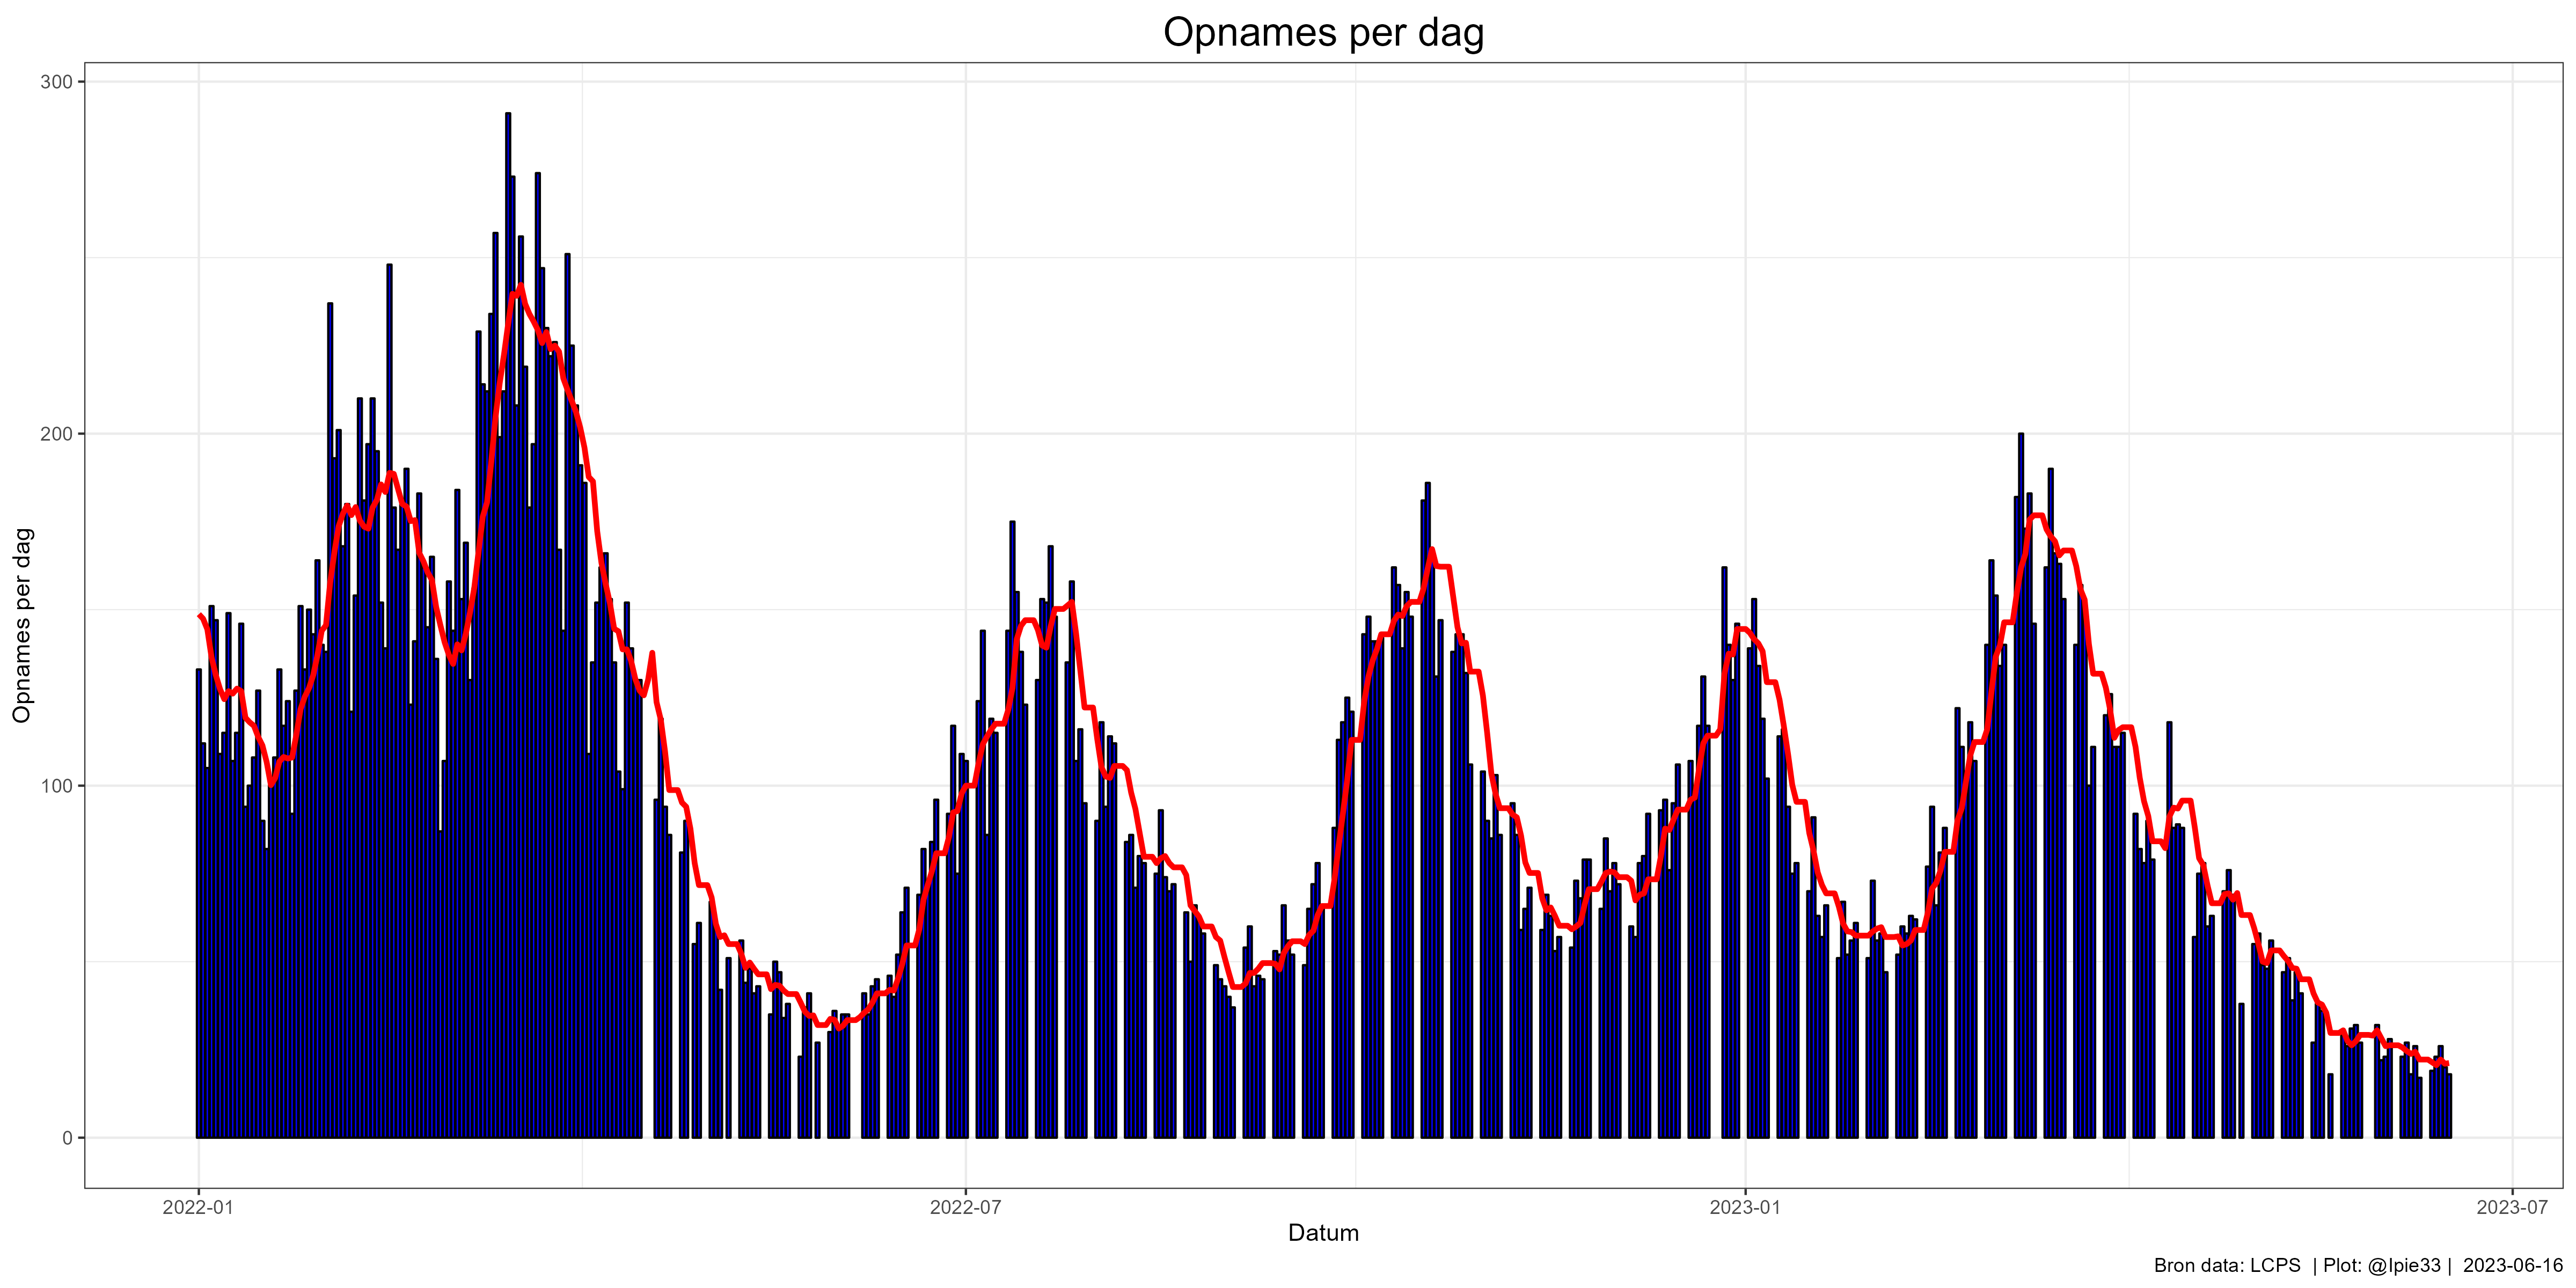 Opnames per dag
Opnames per dag
300
200
100
0
2022-01
2022-07
2023-01
2023-07
Datum
Bron data: LCPS | Plot: @Ipie33 | 2023-06-16